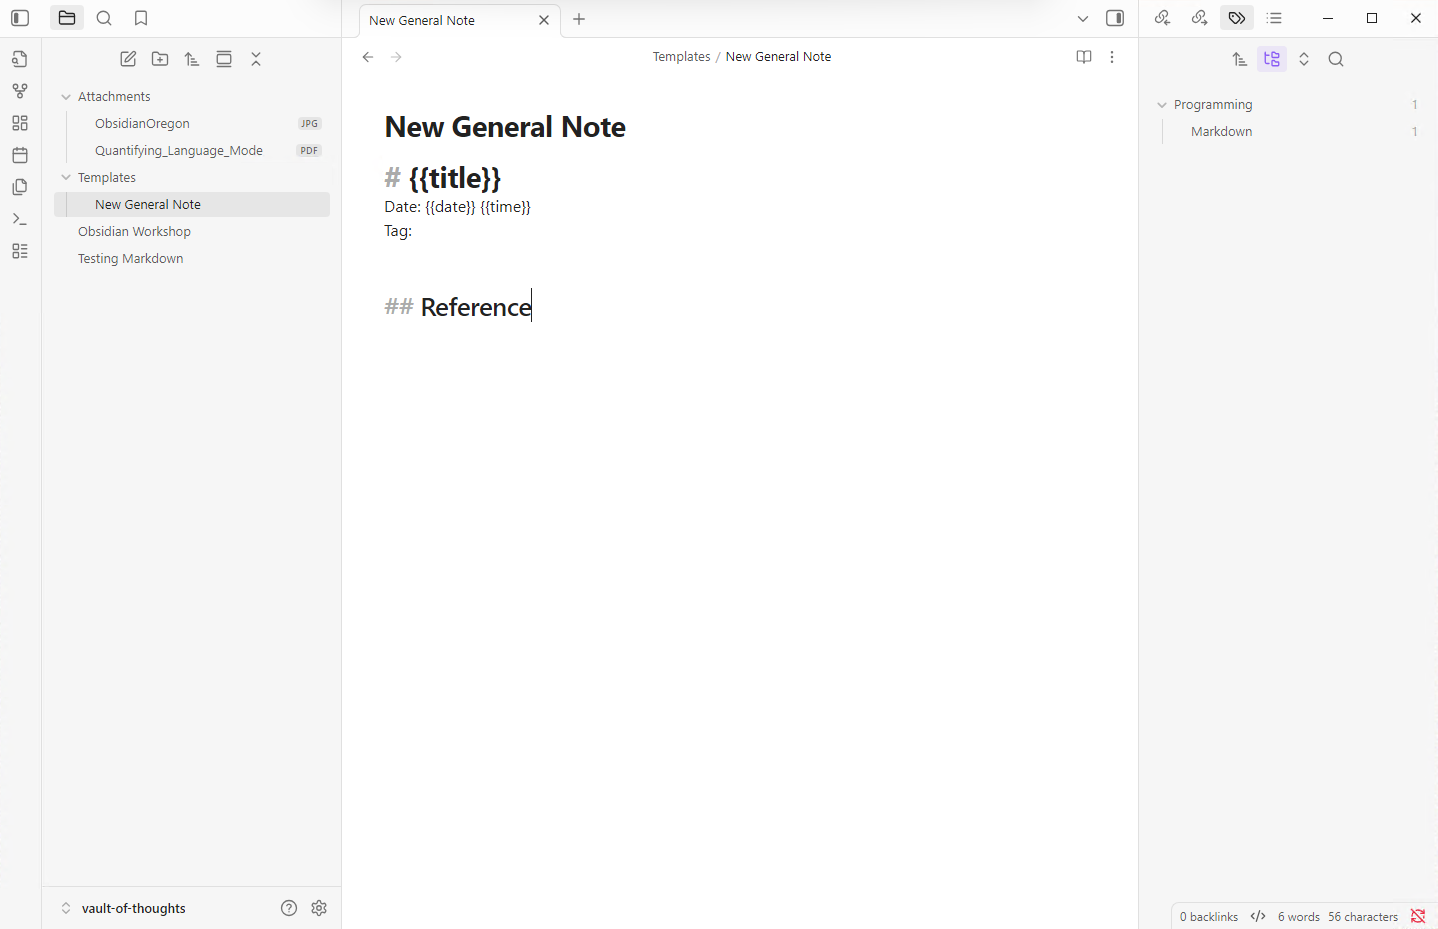 New General Note
Templates / New General Note
Attachments
ObsidianOregon JPG
Quantifying_Language_Mode PDF
Templates
New General Note
Obsidian Workshop
Testing Markdown
vault-of-thoughts
New General Note
# {{title}}
Date: {{date}} {{time}}
Tag:
## Reference
Programming 1
Markdown 1
0 backlinks </> 6 words 56 characters